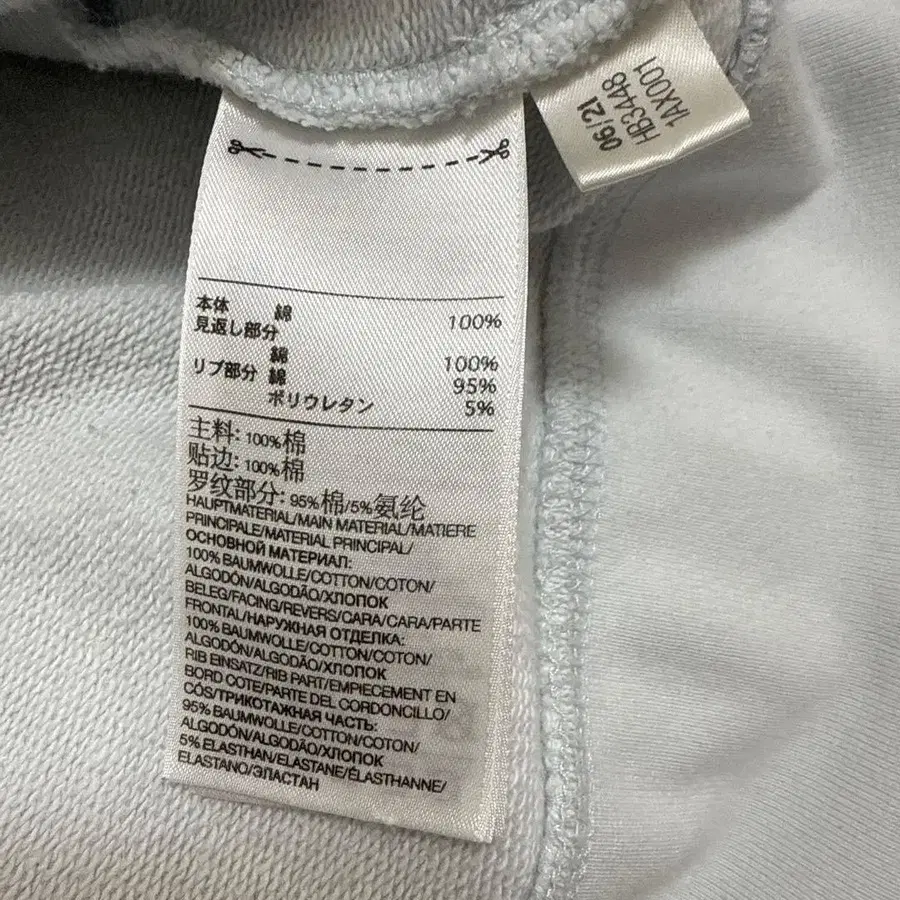 06/21
HB3448
1AX001
本体 綿 100%
見返し部分
綿 100%
リブ部分 綿 95%
ポリウレタン 5%
主料: 100%棉
贴边: 100%棉
罗纹部分: 95%棉/5%氨纶
HAUPTMATERIAL/MAIN MATERIAL/MATIERE
PRINCIPALE/MATERIAL PRINCIPAL/
ОСНОВНОЙ МАТЕРИАЛ:
100% BAUMWOLLE/COTTON/COTON/
ALGODÓN/ALGODÃO/ХЛОПОК
BELEG/FACING/REVERS/CARA/CARA/PARTE
FRONTAL/НАРУЖНАЯ ОТДЕЛКА:
100% BAUMWOLLE/COTTON/COTON/
ALGODÓN/ALGODÃO/ХЛОПОК
RIB EINSATZ/RIB PART/EMPIECEMENT EN
BORD COTE/PARTE DEL CORDONCILLO/
CÓS/ТРИКОТАЖНАЯ ЧАСТЬ:
95% BAUMWOLLE/COTTON/COTON/
ALGODÓN/ALGODÃO/ХЛОПОК
5% ELASTHAN/ELASTANE/ÉLASTHANNE/
ELASTANO/ЭЛАСТАН